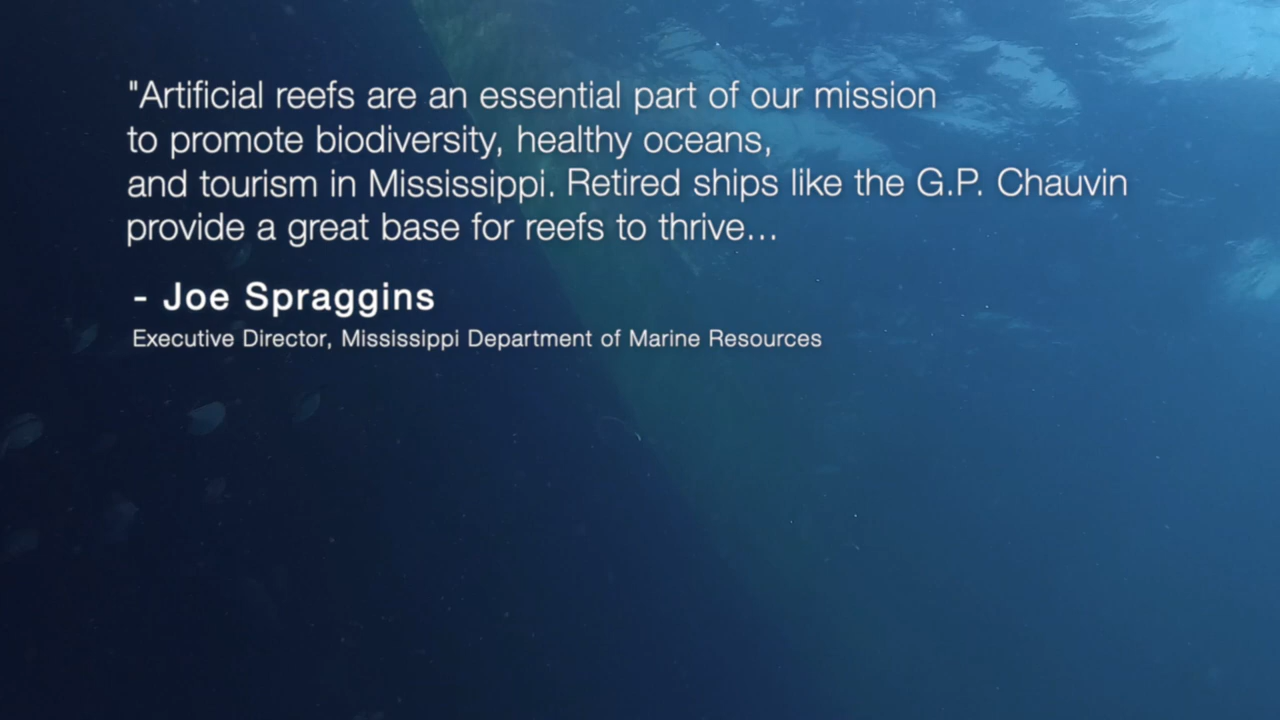 "Artificial reefs are an essential part of our mission
to promote biodiversity, healthy oceans,
and tourism in Mississippi. Retired ships like the G.P. Chauvin
provide a great base for reefs to thrive...
- Joe Spraggins
Executive Director, Mississippi Department of Marine Resources